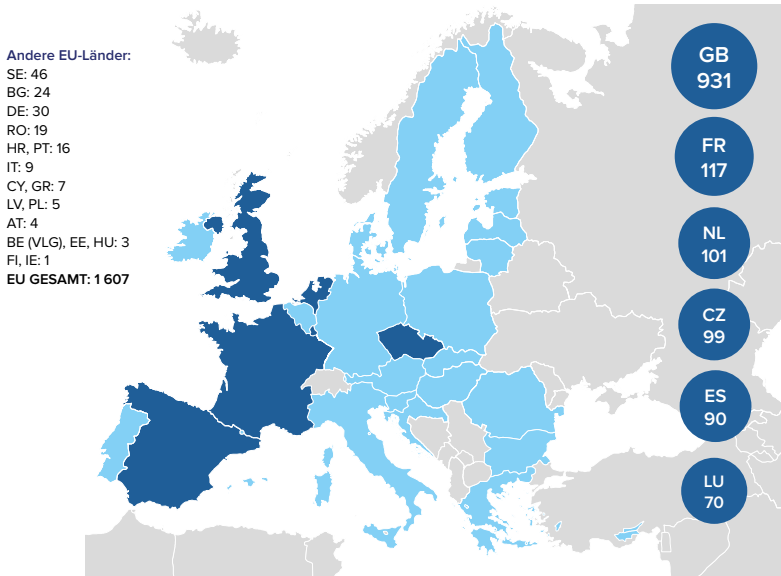 Andere EU-Länder:
SE: 46
BG: 24
DE: 30
RO: 19
HR, PT: 16
IT: 9
CY, GR: 7
LV, PL: 5
AT: 4
BE (VLG), EE, HU: 3
FI, IE: 1
EU GESAMT: 1 607
GB
931
FR
117
NL
101
CZ
99
ES
90
LU
70